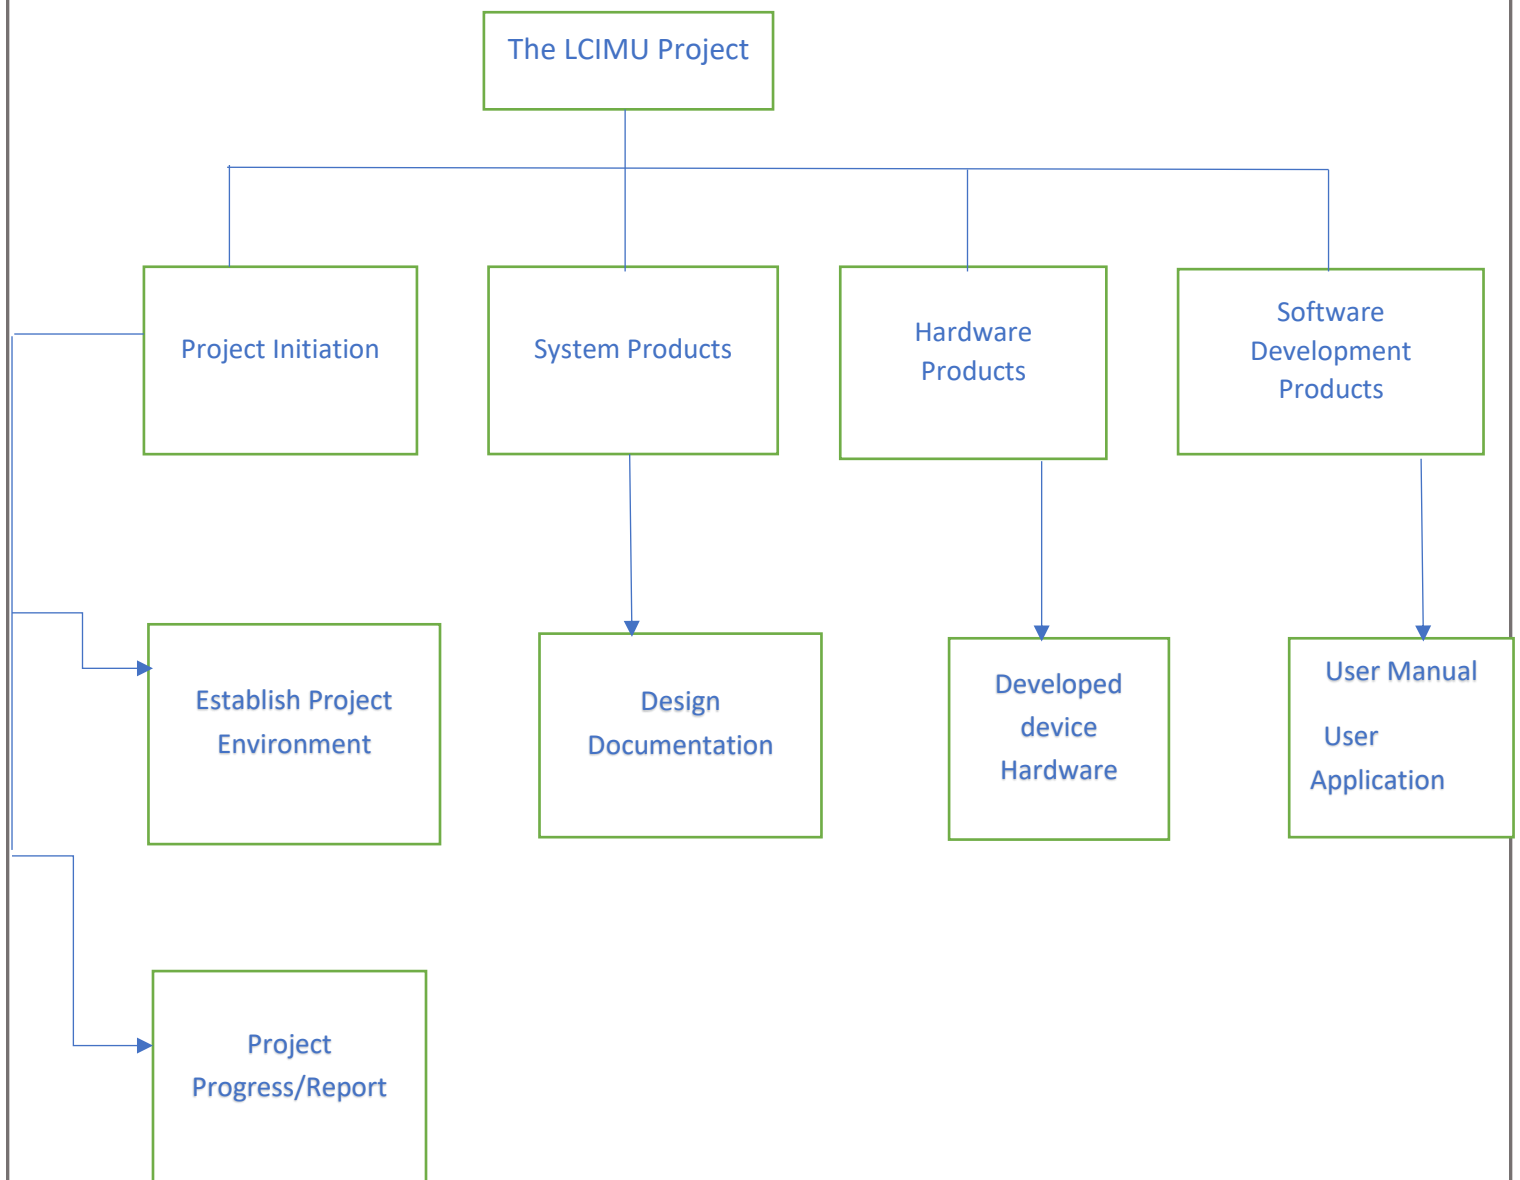 The LCIMU Project
Project Initiation
System Products
Hardware
Products
Software
Development
Products
Establish Project
Environment
Design
Documentation
Developed
device
Hardware
User Manual
User
Application
Project
Progress/Report